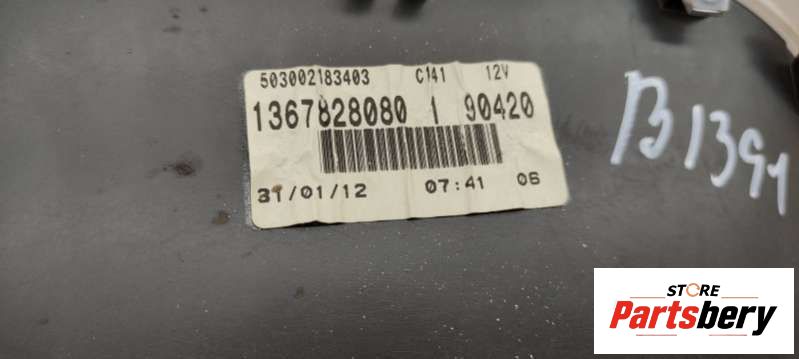 503002183403 C141 12V
1367828080 1 90420
31/01/12 07:41 06
B1391
STORE
Partsbery